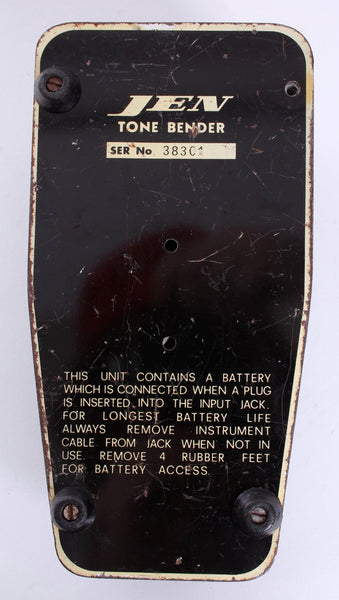 JEN
TONE BENDER
SER No. 38301
THIS UNIT CONTAINS A BATTERY
WHICH IS CONNECTED WHEN A PLUG
IS INSERTED INTO THE INPUT JACK.
FOR LONGEST BATTERY LIFE
ALWAYS REMOVE INSTRUMENT
CABLE FROM JACK WHEN NOT IN
USE. REMOVE 4 RUBBER FEET
FOR BATTERY ACCESS.